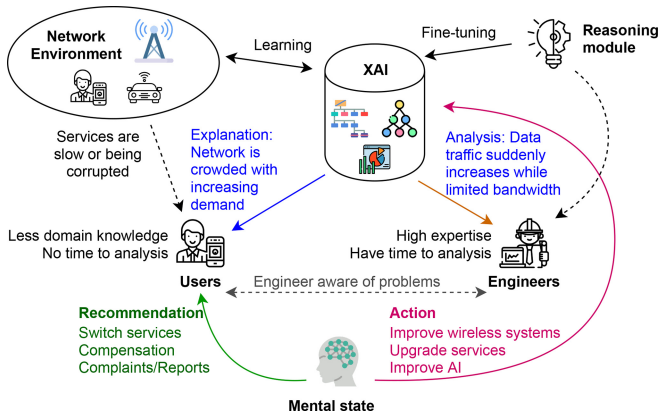 Network
Environment
Learning
XAI
Fine-tuning
Reasoning
module
Services are
slow or being
corrupted
Explanation:
Network is
crowded with
increasing
demand
Analysis: Data
traffic suddenly
increases while
limited bandwidth
Less domain knowledge
No time to analysis
Users
High expertise
Have time to analysis
Engineers
Engineer aware of problems
Recommendation
Switch services
Compensation
Complaints/Reports
Action
Improve wireless systems
Upgrade services
Improve AI
Mental state